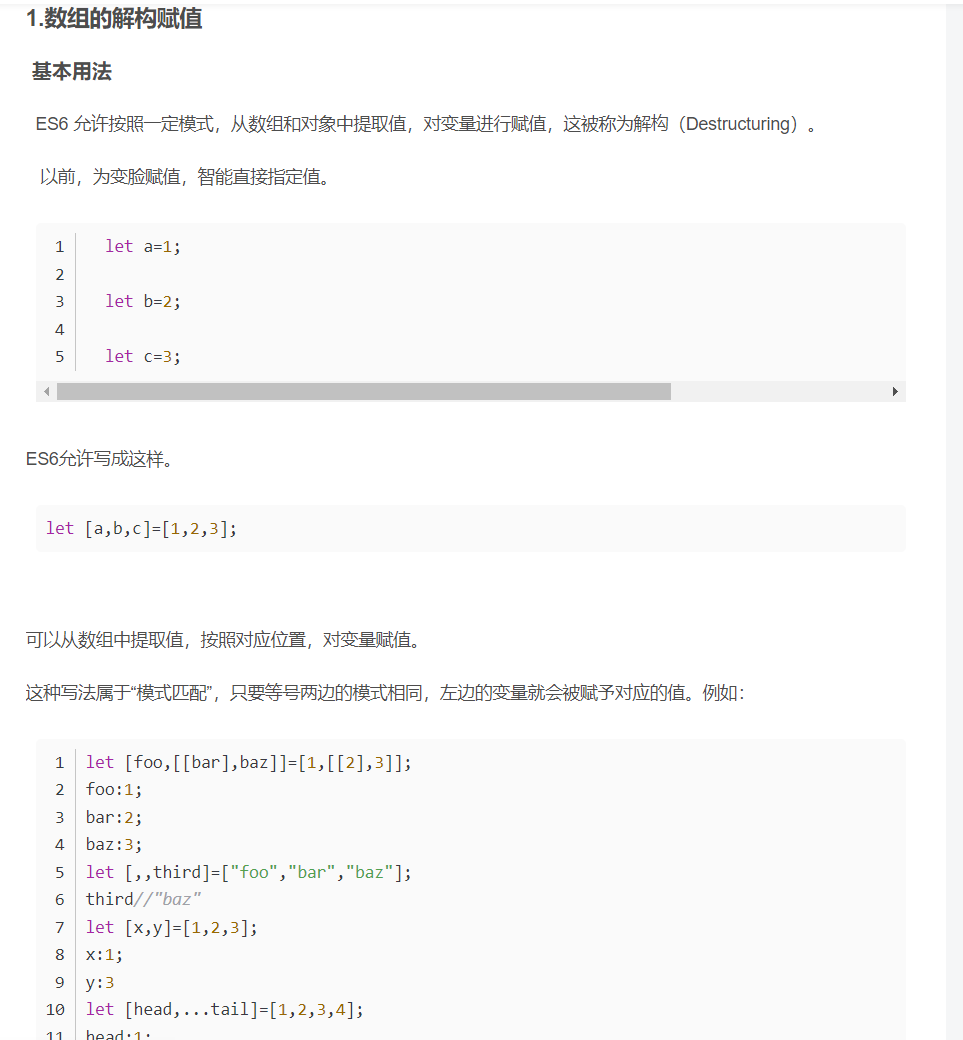 1.数组的解构赋值
基本用法
ES6 允许按照一定模式，从数组和对象中提取值，对变量进行赋值，这被称为解构（Destructuring）。
以前，为变脸赋值，智能直接指定值。
1 let a=1;
2
3 let b=2;
4
5 let c=3;
ES6允许写成这样。
let [a,b,c]=[1,2,3];
可以从数组中提取值，按照对应位置，对变量赋值。
这种写法属于“模式匹配”，只要等号两边的模式相同，左边的变量就会被赋予对应的值。例如：
1 let [foo,[[bar],baz]]=[1,[[2],3]];
2 foo:1;
3 bar:2;
4 baz:3;
5 let [,,third]=["foo","bar","baz"];
6 third//"baz"
7 let [x,y]=[1,2,3];
8 x:1;
9 y:3
10 let [head,...tail]=[1,2,3,4];
11 head:1;